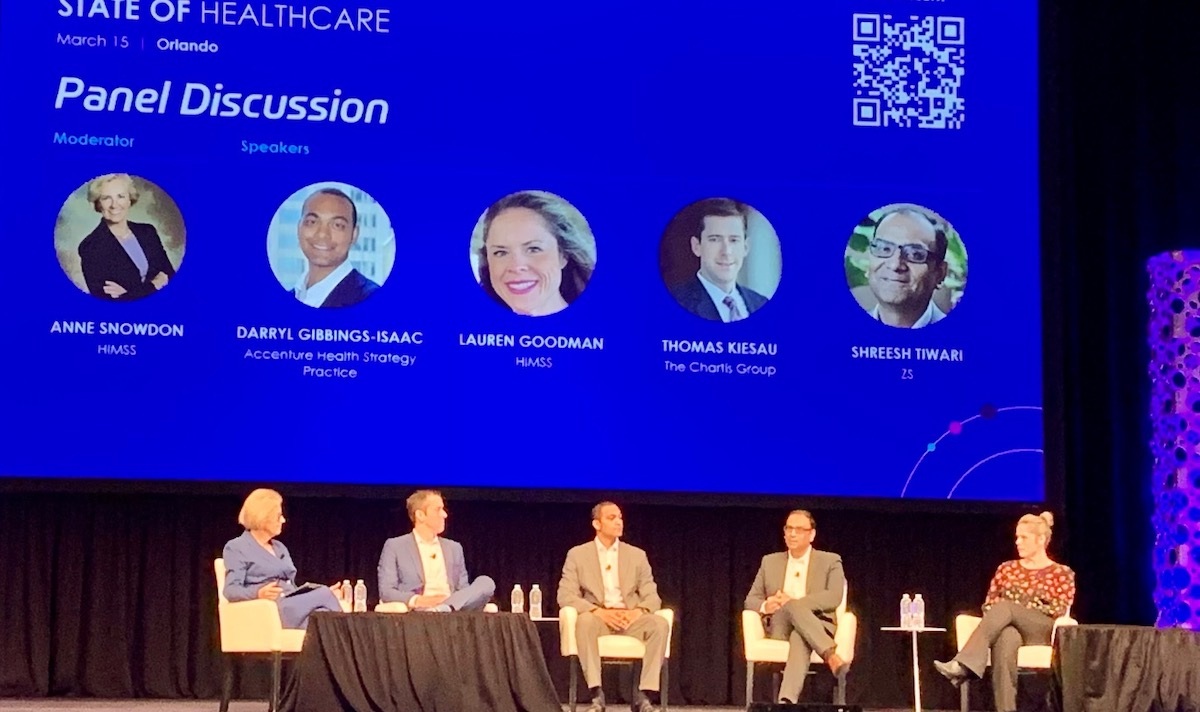 STATE OF HEALTHCARE
March 15 | Orlando
Panel Discussion
Moderator
Speakers
ANNE SNOWDON
HIMSS
DARRYL GIBBINGS-ISAAC
Accenture Health Strategy
Practice
LAUREN GOODMAN
HIMSS
THOMAS KIESAU
The Chartis Group
SHREESH TIWARI
ZS